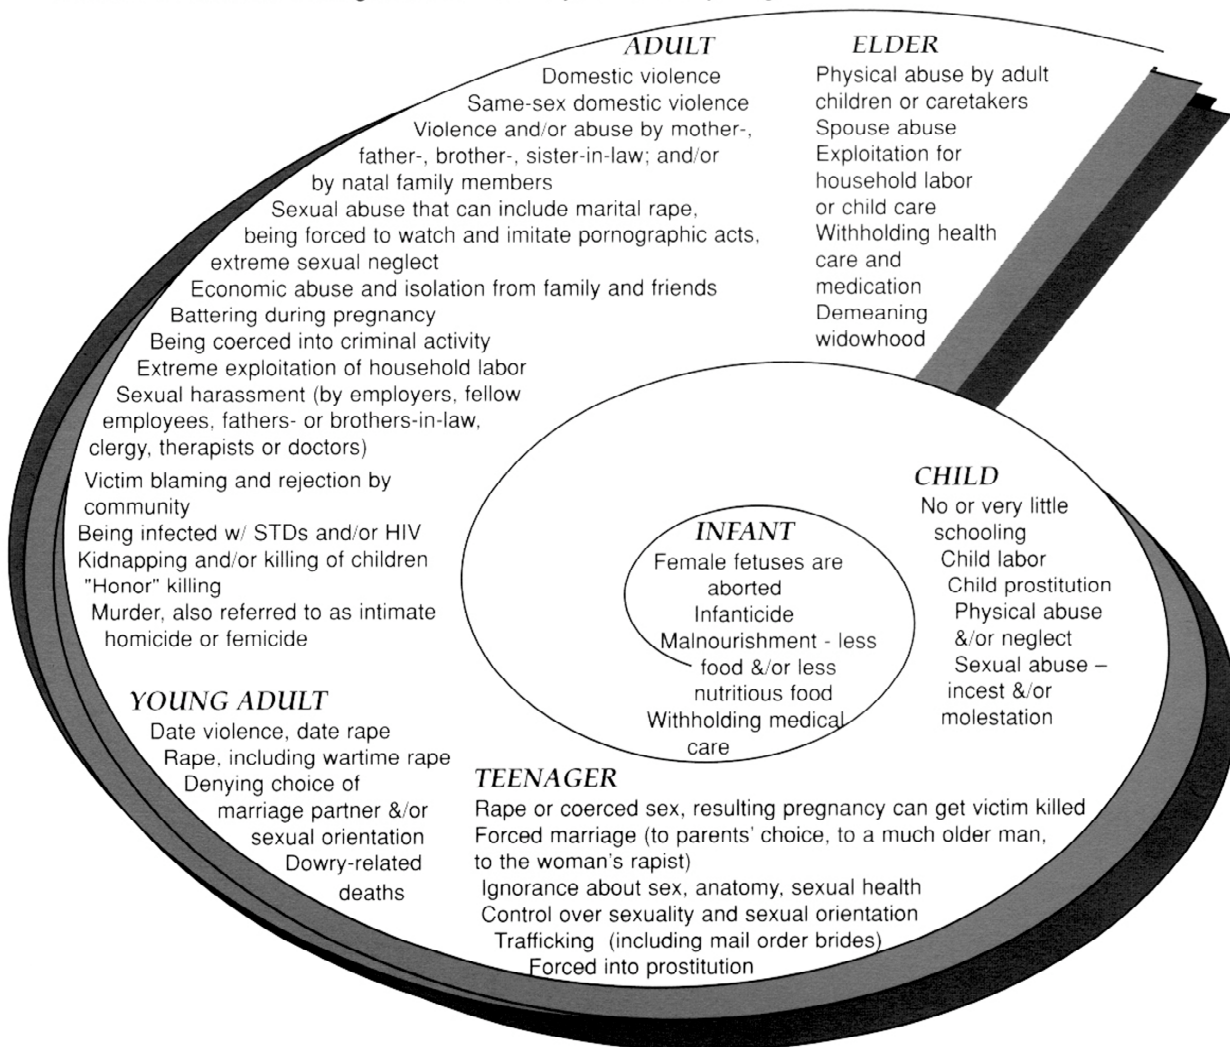 ADULT
Domestic violence
Same-sex domestic violence
Violence and/or abuse by mother-,
father-, brother-, sister-in-law; and/or
by natal family members
Sexual abuse that can include marital rape,
being forced to watch and imitate pornographic acts,
extreme sexual neglect
Economic abuse and isolation from family and friends
Battering during pregnancy
Being coerced into criminal activity
Extreme exploitation of household labor
Sexual harassment (by employers, fellow
employees, fathers- or brothers-in-law,
clergy, therapists or doctors)
Victim blaming and rejection by
community
Being infected w/ STDs and/or HIV
Kidnapping and/or killing of children
"Honor" killing
Murder, also referred to as intimate
homicide or femicide
ELDER
Physical abuse by adult
children or caretakers
Spouse abuse
Exploitation for
household labor
or child care
Withholding health
care and
medication
Demeaning
widowhood
CHILD
No or very little
schooling
Child labor
Child prostitution
Physical abuse
&/or neglect
Sexual abuse –
incest &/or
molestation
INFANT
Female fetuses are
aborted
Infanticide
Malnourishment - less
food &/or less
nutritious food
Withholding medical
care
YOUNG ADULT
Date violence, date rape
Rape, including wartime rape
Denying choice of
marriage partner &/or
sexual orientation
Dowry-related
deaths
TEENAGER
Rape or coerced sex, resulting pregnancy can get victim killed
Forced marriage (to parents' choice, to a much older man,
to the woman's rapist)
Ignorance about sex, anatomy, sexual health
Control over sexuality and sexual orientation
Trafficking (including mail order brides)
Forced into prostitution